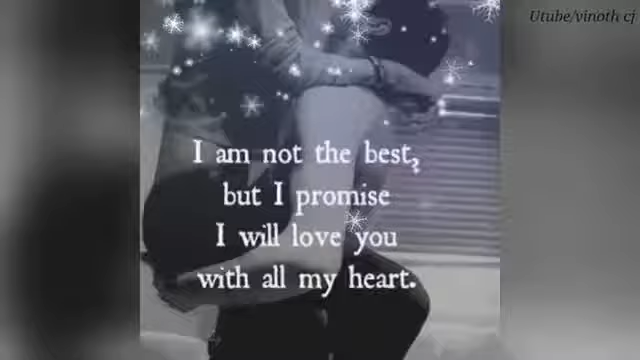 Utube/vinoth cj
I am not the best,
but I promise
I will love you
with all my heart.